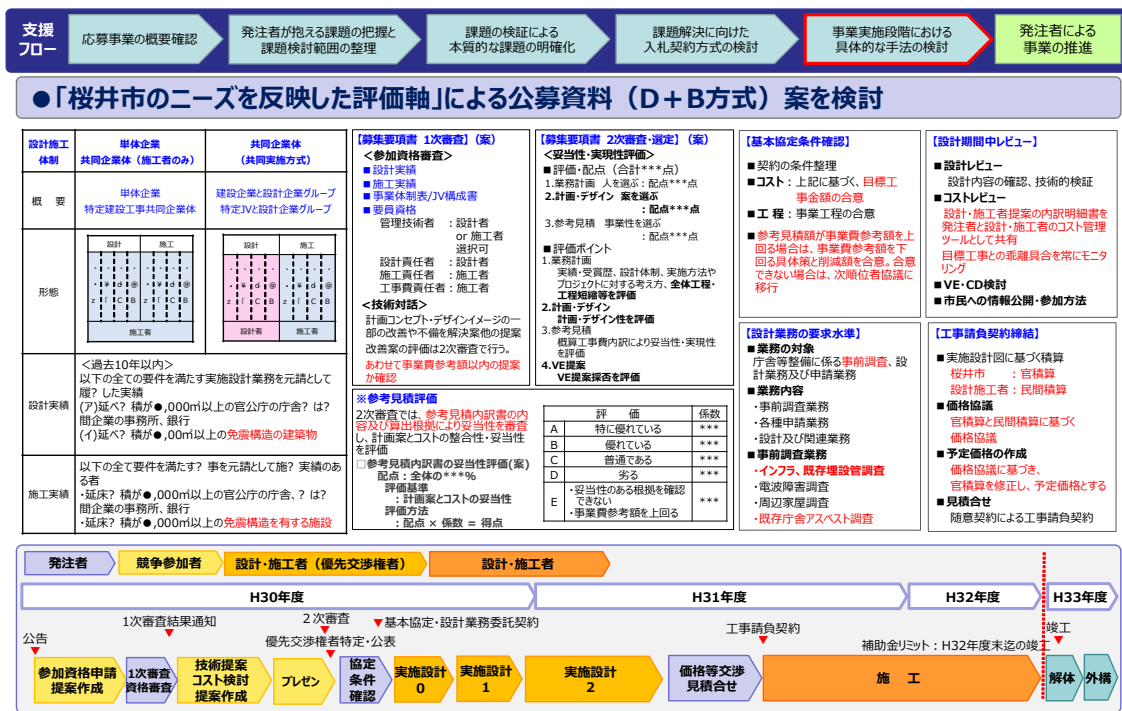 支援
フロー
応募事業の概要確認
発注者が抱える課題の把握と
課題検討範囲の整理
課題の検証による
本質的な課題の明確化
課題解決に向けた
入札契約方式の検討
事業実施段階における
具体的な手法の検討
発注者による
事業の推進
●「桜井市のニーズを反映した評価軸」による公募資料（D＋B方式）案を検討
設計施工
体制
単体企業
共同企業体（施工者のみ）
共同企業体
（共同実施方式）
概　要
単体企業
特定建設工事共同企業体
建設企業と設計企業グループ
特定JVと設計企業グループ
形態
設計
施工
・ ・ ・ ・ ・ ・
・ ¥ d @
z 「 C B
施工者
設計
施工
・ ・ ・ ・ ・ ・
・ ¥ d @
z 「 C B
設計者
施工者
設計実績
＜過去10年以内＞
以下の全ての要件を満たす実施設計業務を元請として
履? した実績
(ア)延べ? 積が●,000㎡以上の官公庁の庁舎? は?
間企業の事務所、銀行
(イ)延べ? 積が●,00㎡以上の免震構造の建築物
施工実績
以下の全て要件を満たす? 事を元請として施? 実績のあ
る者
・延床? 積が●,000㎡以上の官公庁の庁舎、? は?
間企業の事務所、銀行
・延床? 積が●,000㎡以上の免震構造を有する施設
【募集要項書 1次審査】（案）
＜参加資格審査＞
■設計実績
■施工実績
■事業体制表/JV構成書
■要員資格
管理技術者　：設計者
or 施工者
選択可
設計責任者　：設計者
施工責任者　：施工者
工事費責任者：施工者
＜技術対話＞
計画コンセプト・デザインイメージの一
部の改善や不備を解決案他の提案
改善案の評価は2次審査で行う。
あわせて事業費参考額以内の提案
か確認
【募集要項書 2次審査・選定】（案）
＜妥当性・実現性評価＞
■評価・配点（合計***点）
1.業務計画 人を選ぶ：配点***点
2.計画・デザイン 案を選ぶ
：配点***点
3.参考見積 事業性を選ぶ
：配点***点
■評価ポイント
1.業務計画
実績・受賞歴、設計体制、実施方法や
プロジェクトに対する考え方、全体工程・
工程短縮等を評価
2.計画・デザイン
計画・デザイン性を評価
3.参考見積
概算工事費内訳により妥当性・実現性
を評価
4.VE提案
VE提案採否を評価
※参考見積評価
2次審査では、参考見積内訳書の内
容及び算出根拠により妥当性を審査
し、計画案とコストの整合性・妥当性
を評価
□参考見積内訳書の妥当性評価(案)
配点：全体の***%
評価基準
：計画案とコストの妥当性
評価方法
：配点 × 係数 ＝ 得点
評　価
係数
A
特に優れている
***
B
優れている
***
C
普通である
***
D
劣る
***
E
・妥当性のある根拠を確認
できない
・事業費参考額を上回る
***
【基本協定条件確認】
■契約の条件整理
■コスト：上記に基づく、目標工
事金額の合意
■工 程：事業工程の合意
■参考見積額が事業費参考額を上
回る場合は、事業費参考額を下
回る具体策と削減額を合意。合意
できない場合は、次順位者協議に
移行
【設計業務の要求水準】
■業務の対象
庁舎等整備に係る事前調査、設
計業務及び申請業務
■業務内容
・事前調査業務
・各種申請業務
・設計及び関連業務
■事前調査業務
・インフラ、既存埋設管調査
・電波障害調査
・周辺家屋調査
・既存庁舎アスベスト調査
【設計期間中レビュー】
■設計レビュー
設計内容の確認、技術的検証
■コストレビュー
設計・施工者提案の内訳明細書を
発注者と設計・施工者のコスト管理
ツールとして共有
目標工事との乖離具合を常にモニタ
リング
■VE・CD検討
■市民への情報公開・参加方法
【工事請負契約締結】
■実施設計図に基づく積算
桜井市　　：官積算
設計施工者：民間積算
■価格協議
官積算と民間積算に基づく
価格協議
■予定価格の作成
価格協議に基づき、
官積算を修正し、予定価格とする
■見積合せ
随意契約による工事請負契約
発注者
競争参加者
設計・施工者（優先交渉権者）
設計・施工者
H30年度
H31年度
H32年度
H33年度
公告
1次審査結果通知
２次審査
優先交渉権者特定・公表
▼基本協定・設計業務委託契約
工事請負契約
補助金リミット：H32年度末迄の竣工
竣工
参加資格申請
提案作成
1次審査
資格審査
技術提案
コスト検討
提案作成
プレゼン
協定
条件
確認
実施設計
0
実施設計
1
実施設計
2
価格等交渉
見積合せ
施　工
解体
外構